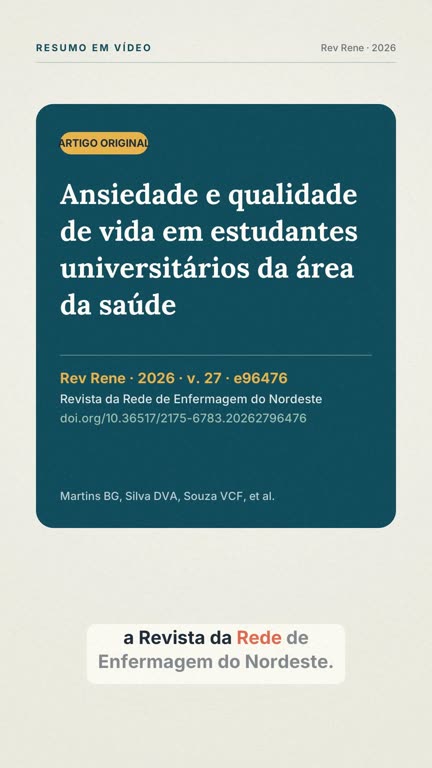 RESUMO EM VÍDEO
Rev Rene · 2026
ARTIGO ORIGINAL
Ansiedade e qualidade
de vida em estudantes
universitários da área
da saúde
Rev Rene · 2026 · v. 27 · e96476
Revista da Rede de Enfermagem do Nordeste
doi.org/10.36517/2175-6783.20262796476
Martins BG, Silva DVA, Souza VCF, et al.
a Revista da Rede de
Enfermagem do Nordeste.